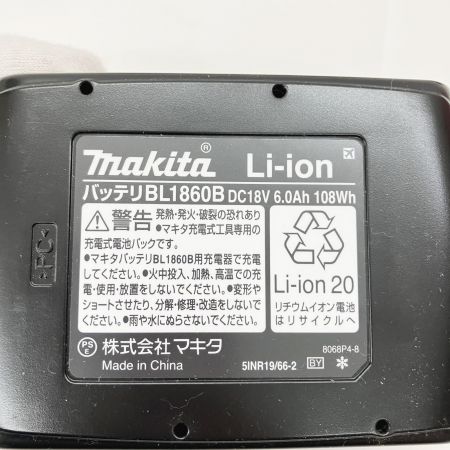 makita® Li-ion
バッテリBL1860B DC18V 6.0Ah 108Wh
警告 発熱・発火・破裂の恐れあり
・マキタ充電式工具専用の
充電式電池パックです。
●マキタバッテリBL1860B用充電器で充電
してください。●火中投入、加熱、高温での充
電・使用・放置をしないでください。●変形や
ショートさせたり、分解・修理・改造をしないで
ください。●雨や水にぬらさないでください。
Li-ion 20
リチウムイオン電池
はリサイクルへ
PSE 株式会社マキタ
8068P4-8
Made in China 5INR19/66-2 BY